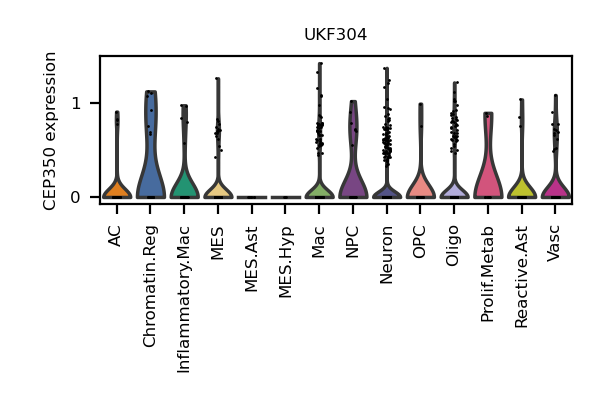 UKF304
CEP350 expression
1
0
AC
Chromatin.Reg
Inflammatory.Mac
MES
MES.Ast
MES.Hyp
Mac
NPC
Neuron
OPC
Oligo
Prolif.Metab
Reactive.Ast
Vasc